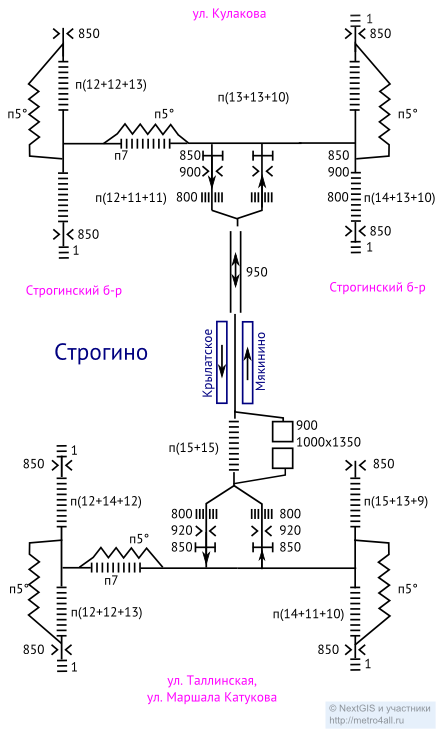 ул. Кулакова
1
850
850
п(12+12+13)
п(13+13+10)
п5°
п5°
п5°
п7
850
850
900
900
п(12+11+11)
800
800
п(14+13+10)
850
850
1
1
950
Строгинский б-р
Строгинский б-р
Строгино
Крылатское
Мякинино
900
1000х1350
п(15+15)
1
850
850
п(12+14+12)
п(15+13+9)
800
800
920
920
п5°
850
850
п5°
п7
п5°
п(12+12+13)
п(14+11+10)
850
850
1
1
ул. Таллинская,
ул. Маршала Катукова
© NextGIS и участники
http://metro4all.ru